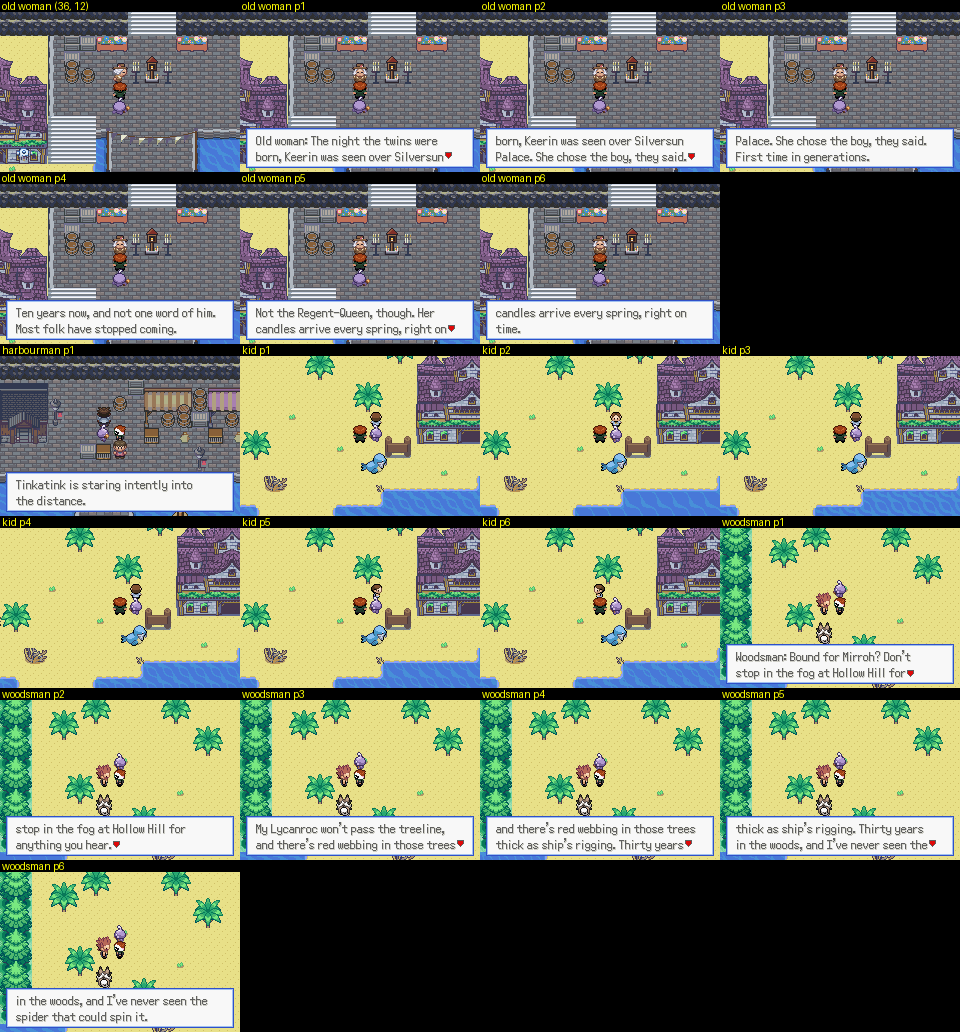 old woman (36, 12)
old woman p1
Old woman: The night the twins were
born, Keerin was seen over Silversun
old woman p2
born, Keerin was seen over Silversun
Palace. She chose the boy, they said.
old woman p3
Palace. She chose the boy, they said.
First time in generations.
old woman p4
Ten years now, and not one word of him.
Most folk have stopped coming.
old woman p5
Not the Regent-Queen, though. Her
candles arrive every spring, right on
old woman p6
candles arrive every spring, right on
time.
harbourman p1
Tinkatink is staring intently into
the distance.
kid p1
kid p2
kid p3
kid p4
kid p5
kid p6
woodsman p1
Woodsman: Bound for Mirroh? Don't
stop in the fog at Hollow Hill for
woodsman p2
stop in the fog at Hollow Hill for
anything you hear.
woodsman p3
My Lycanroc won't pass the treeline,
and there's red webbing in those trees
woodsman p4
and there's red webbing in those trees
thick as ship's rigging. Thirty years
woodsman p5
thick as ship's rigging. Thirty years
in the woods, and I've never seen the
woodsman p6
in the woods, and I've never seen the
spider that could spin it.